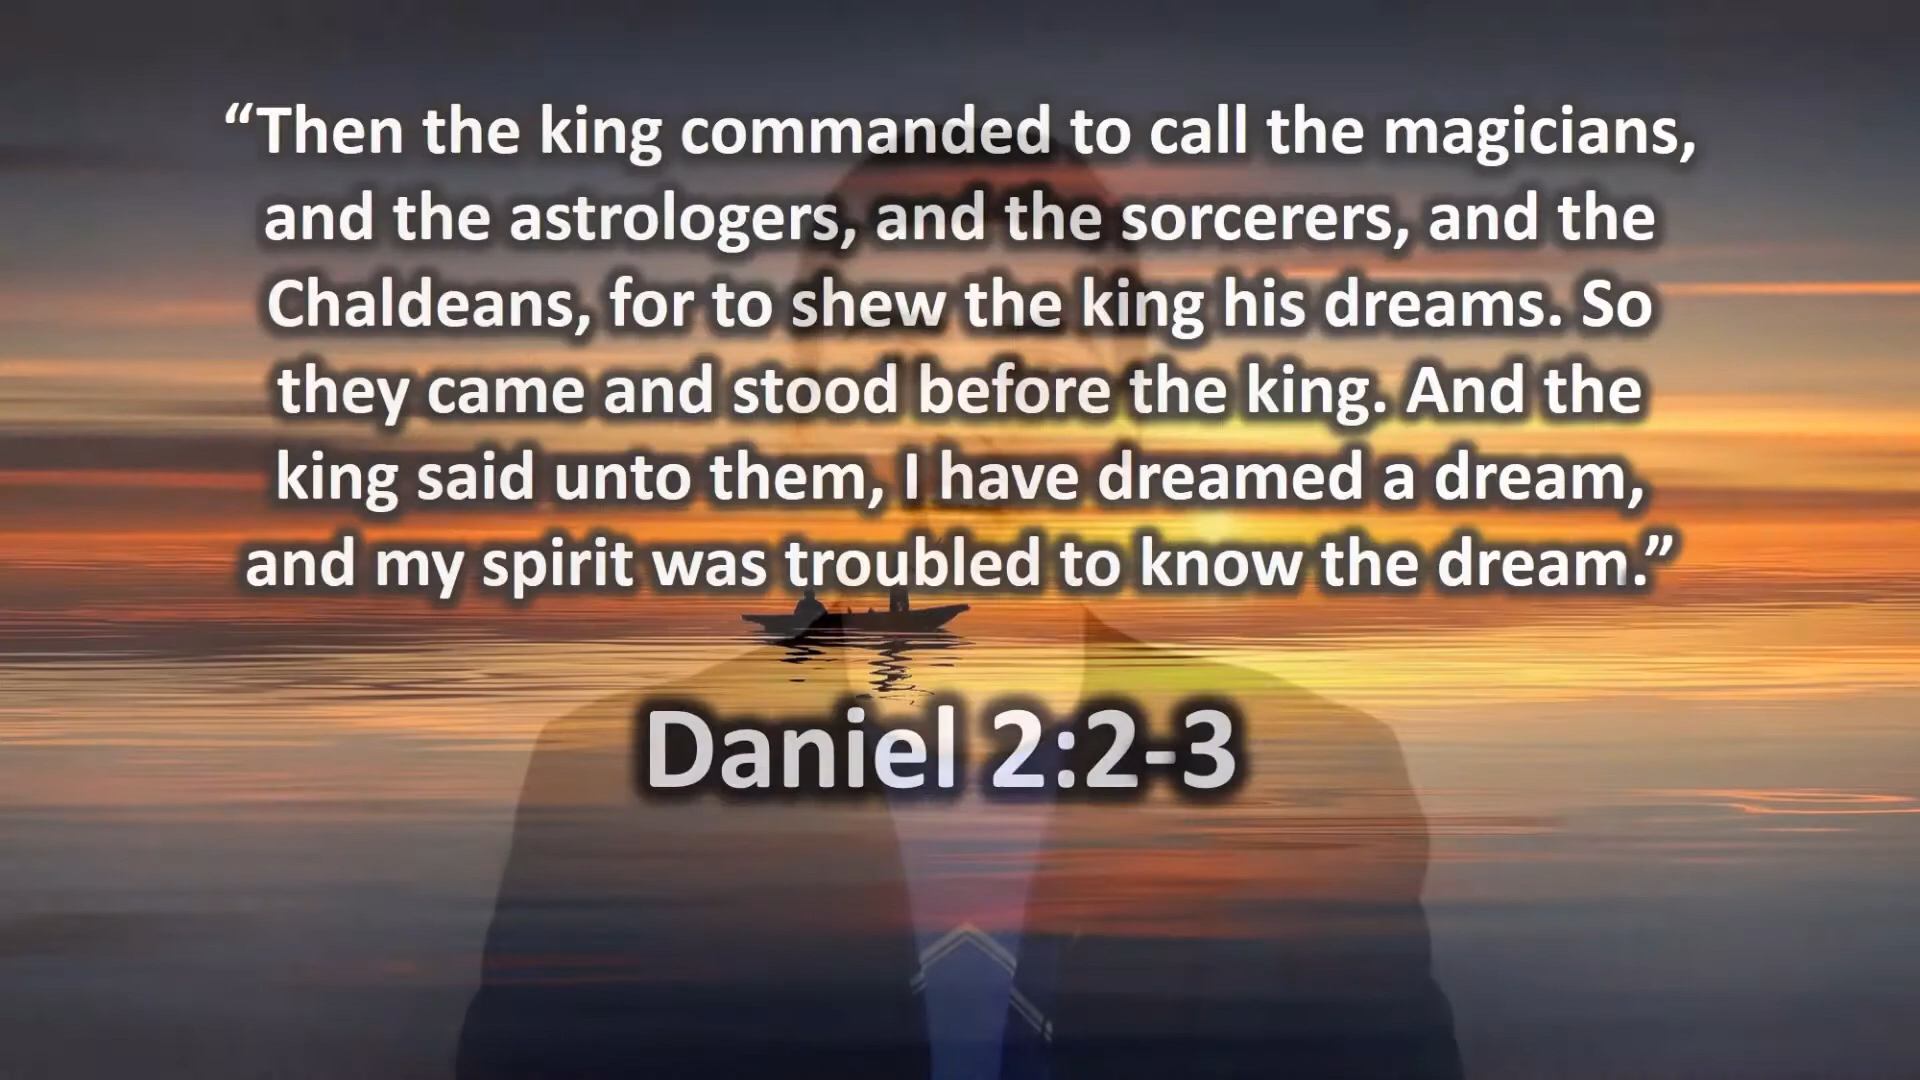 “Then the king commanded to call the magicians,
and the astrologers, and the sorcerers, and the
Chaldeans, for to shew the king his dreams. So
they came and stood before the king. And the
king said unto them, I have dreamed a dream,
and my spirit was troubled to know the dream.”
Daniel 2:2-3